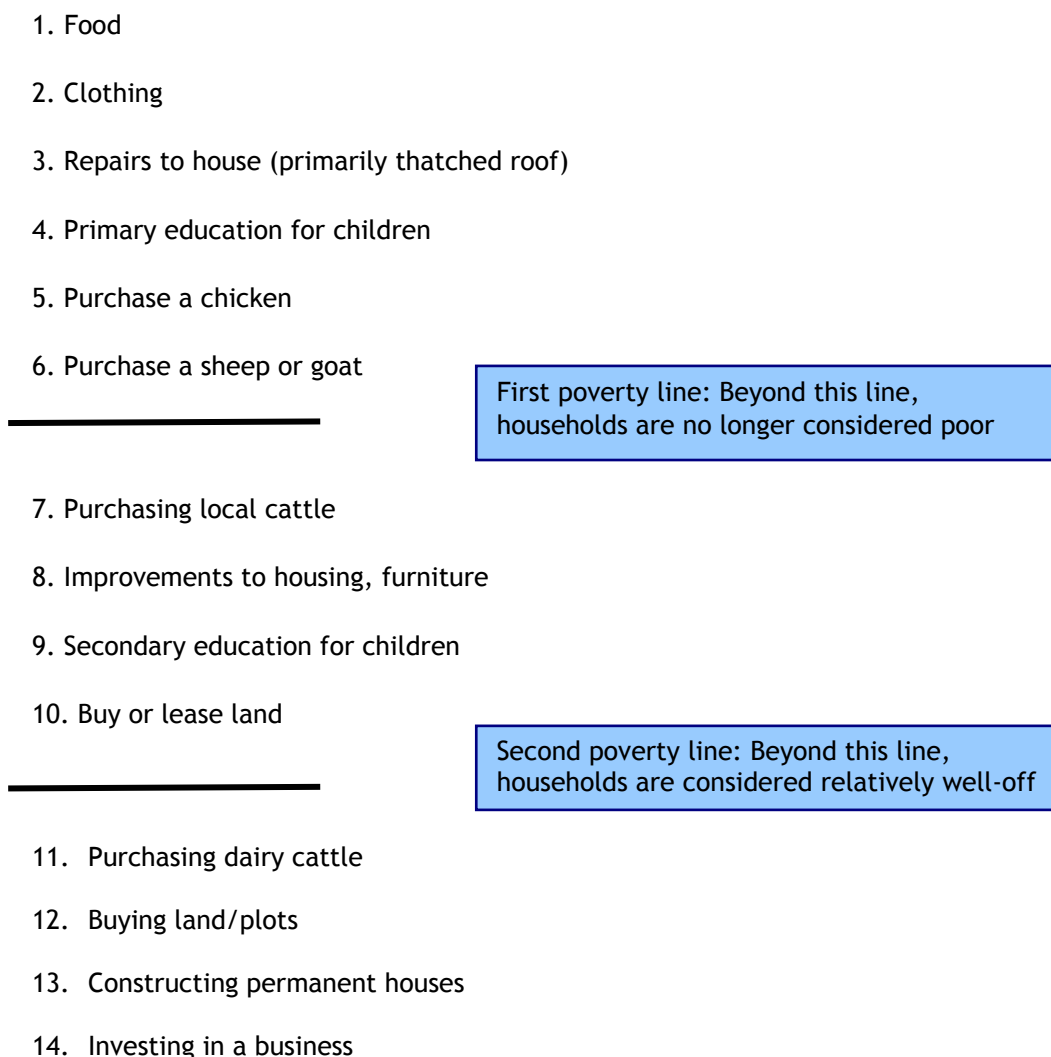 1. Food
2. Clothing
3. Repairs to house (primarily thatched roof)
4. Primary education for children
5. Purchase a chicken
6. Purchase a sheep or goat
First poverty line: Beyond this line,
households are no longer considered poor
7. Purchasing local cattle
8. Improvements to housing, furniture
9. Secondary education for children
10. Buy or lease land
Second poverty line: Beyond this line,
households are considered relatively well-off
11. Purchasing dairy cattle
12. Buying land/plots
13. Constructing permanent houses
14. Investing in a business